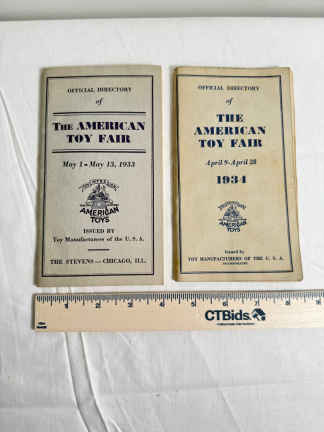 OFFICIAL DIRECTORY
of
THE AMERICAN
TOY FAIR
May 1 - May 13, 1933
AMERICAN
TOYS
ISSUED BY
Toy Manufacturers of the U. S. A.
THE STEVENS — CHICAGO, ILL.
OFFICIAL DIRECTORY
of
THE
AMERICAN
TOY FAIR
April 9 - April 28
1934
AMERICAN
TOYS
Issued by
TOY MANUFACTURERS OF THE U. S. A.
CTBids.